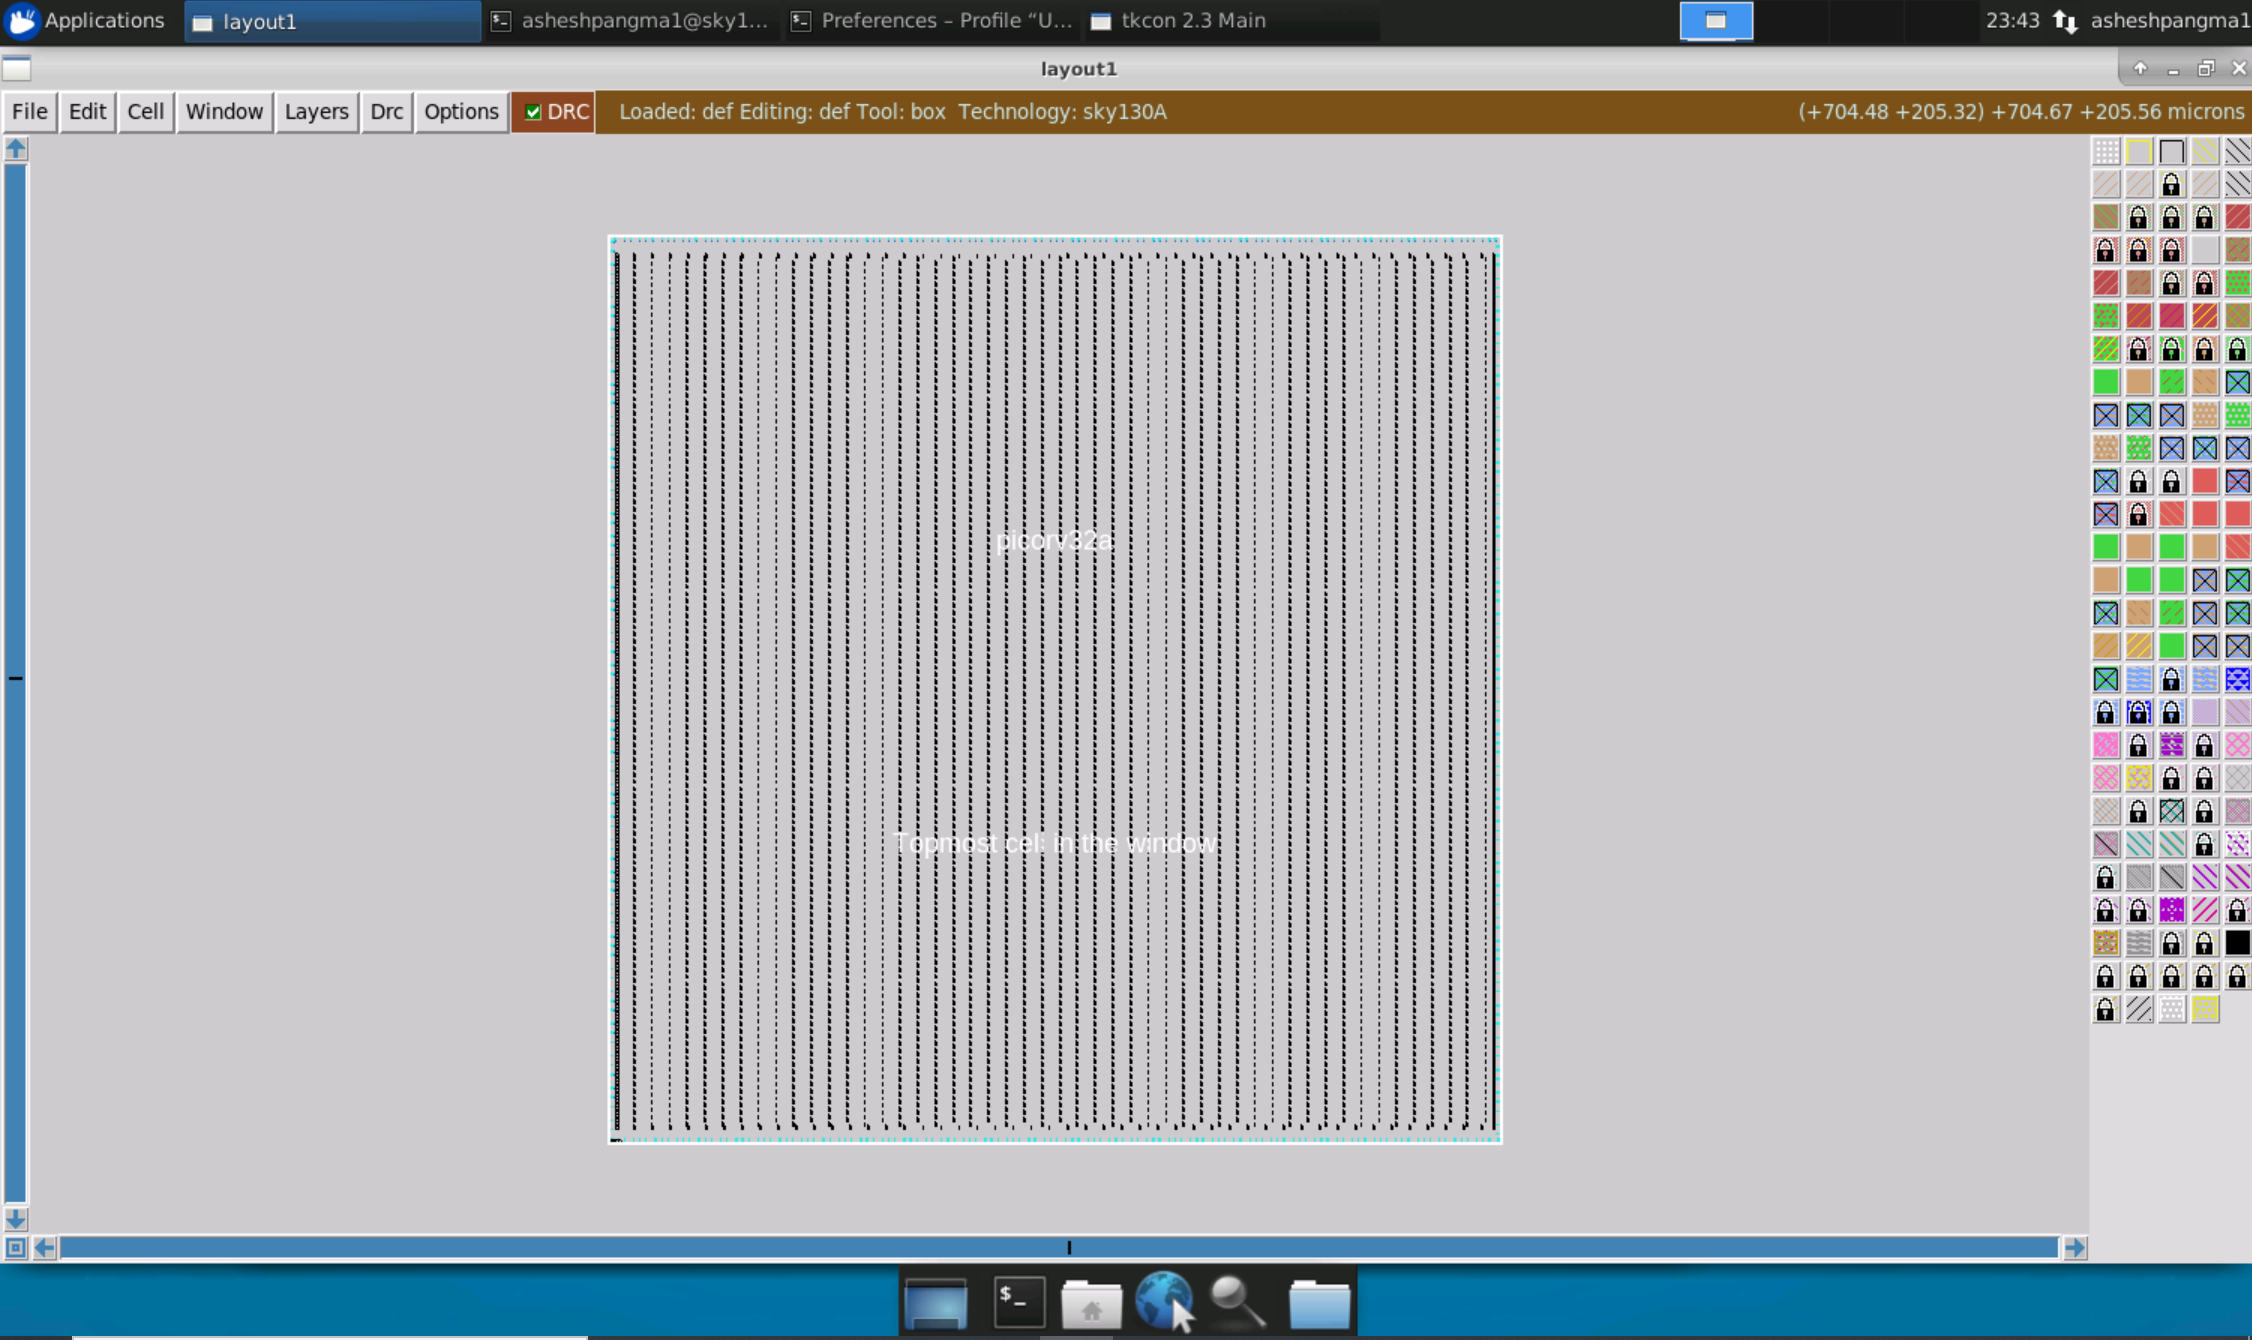 Applications layout1 asheshpangma1@sky1... Preferences – Profile “U... tkcon 2.3 Main 23:43 asheshpangma1
layout1
File Edit Cell Window Layers Drc Options DRC Loaded: def Editing: def Tool: box Technology: sky130A (+704.48 +205.32) +704.67 +205.56 microns
picorv32a
Topmost cell in the window
$_